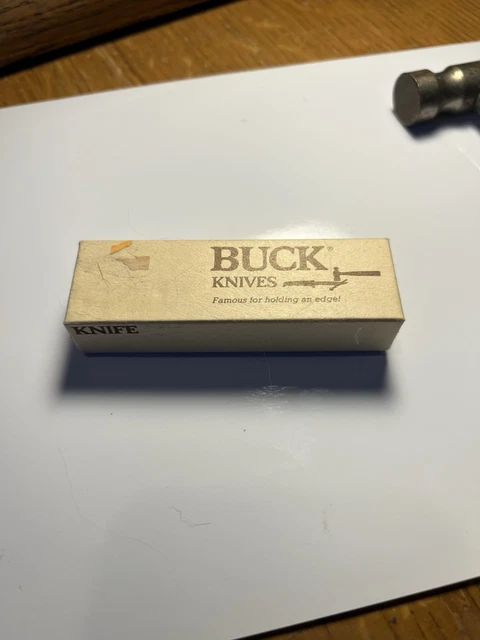 BUCK®
KNIVES
Famous for holding an edge!
KNIFE